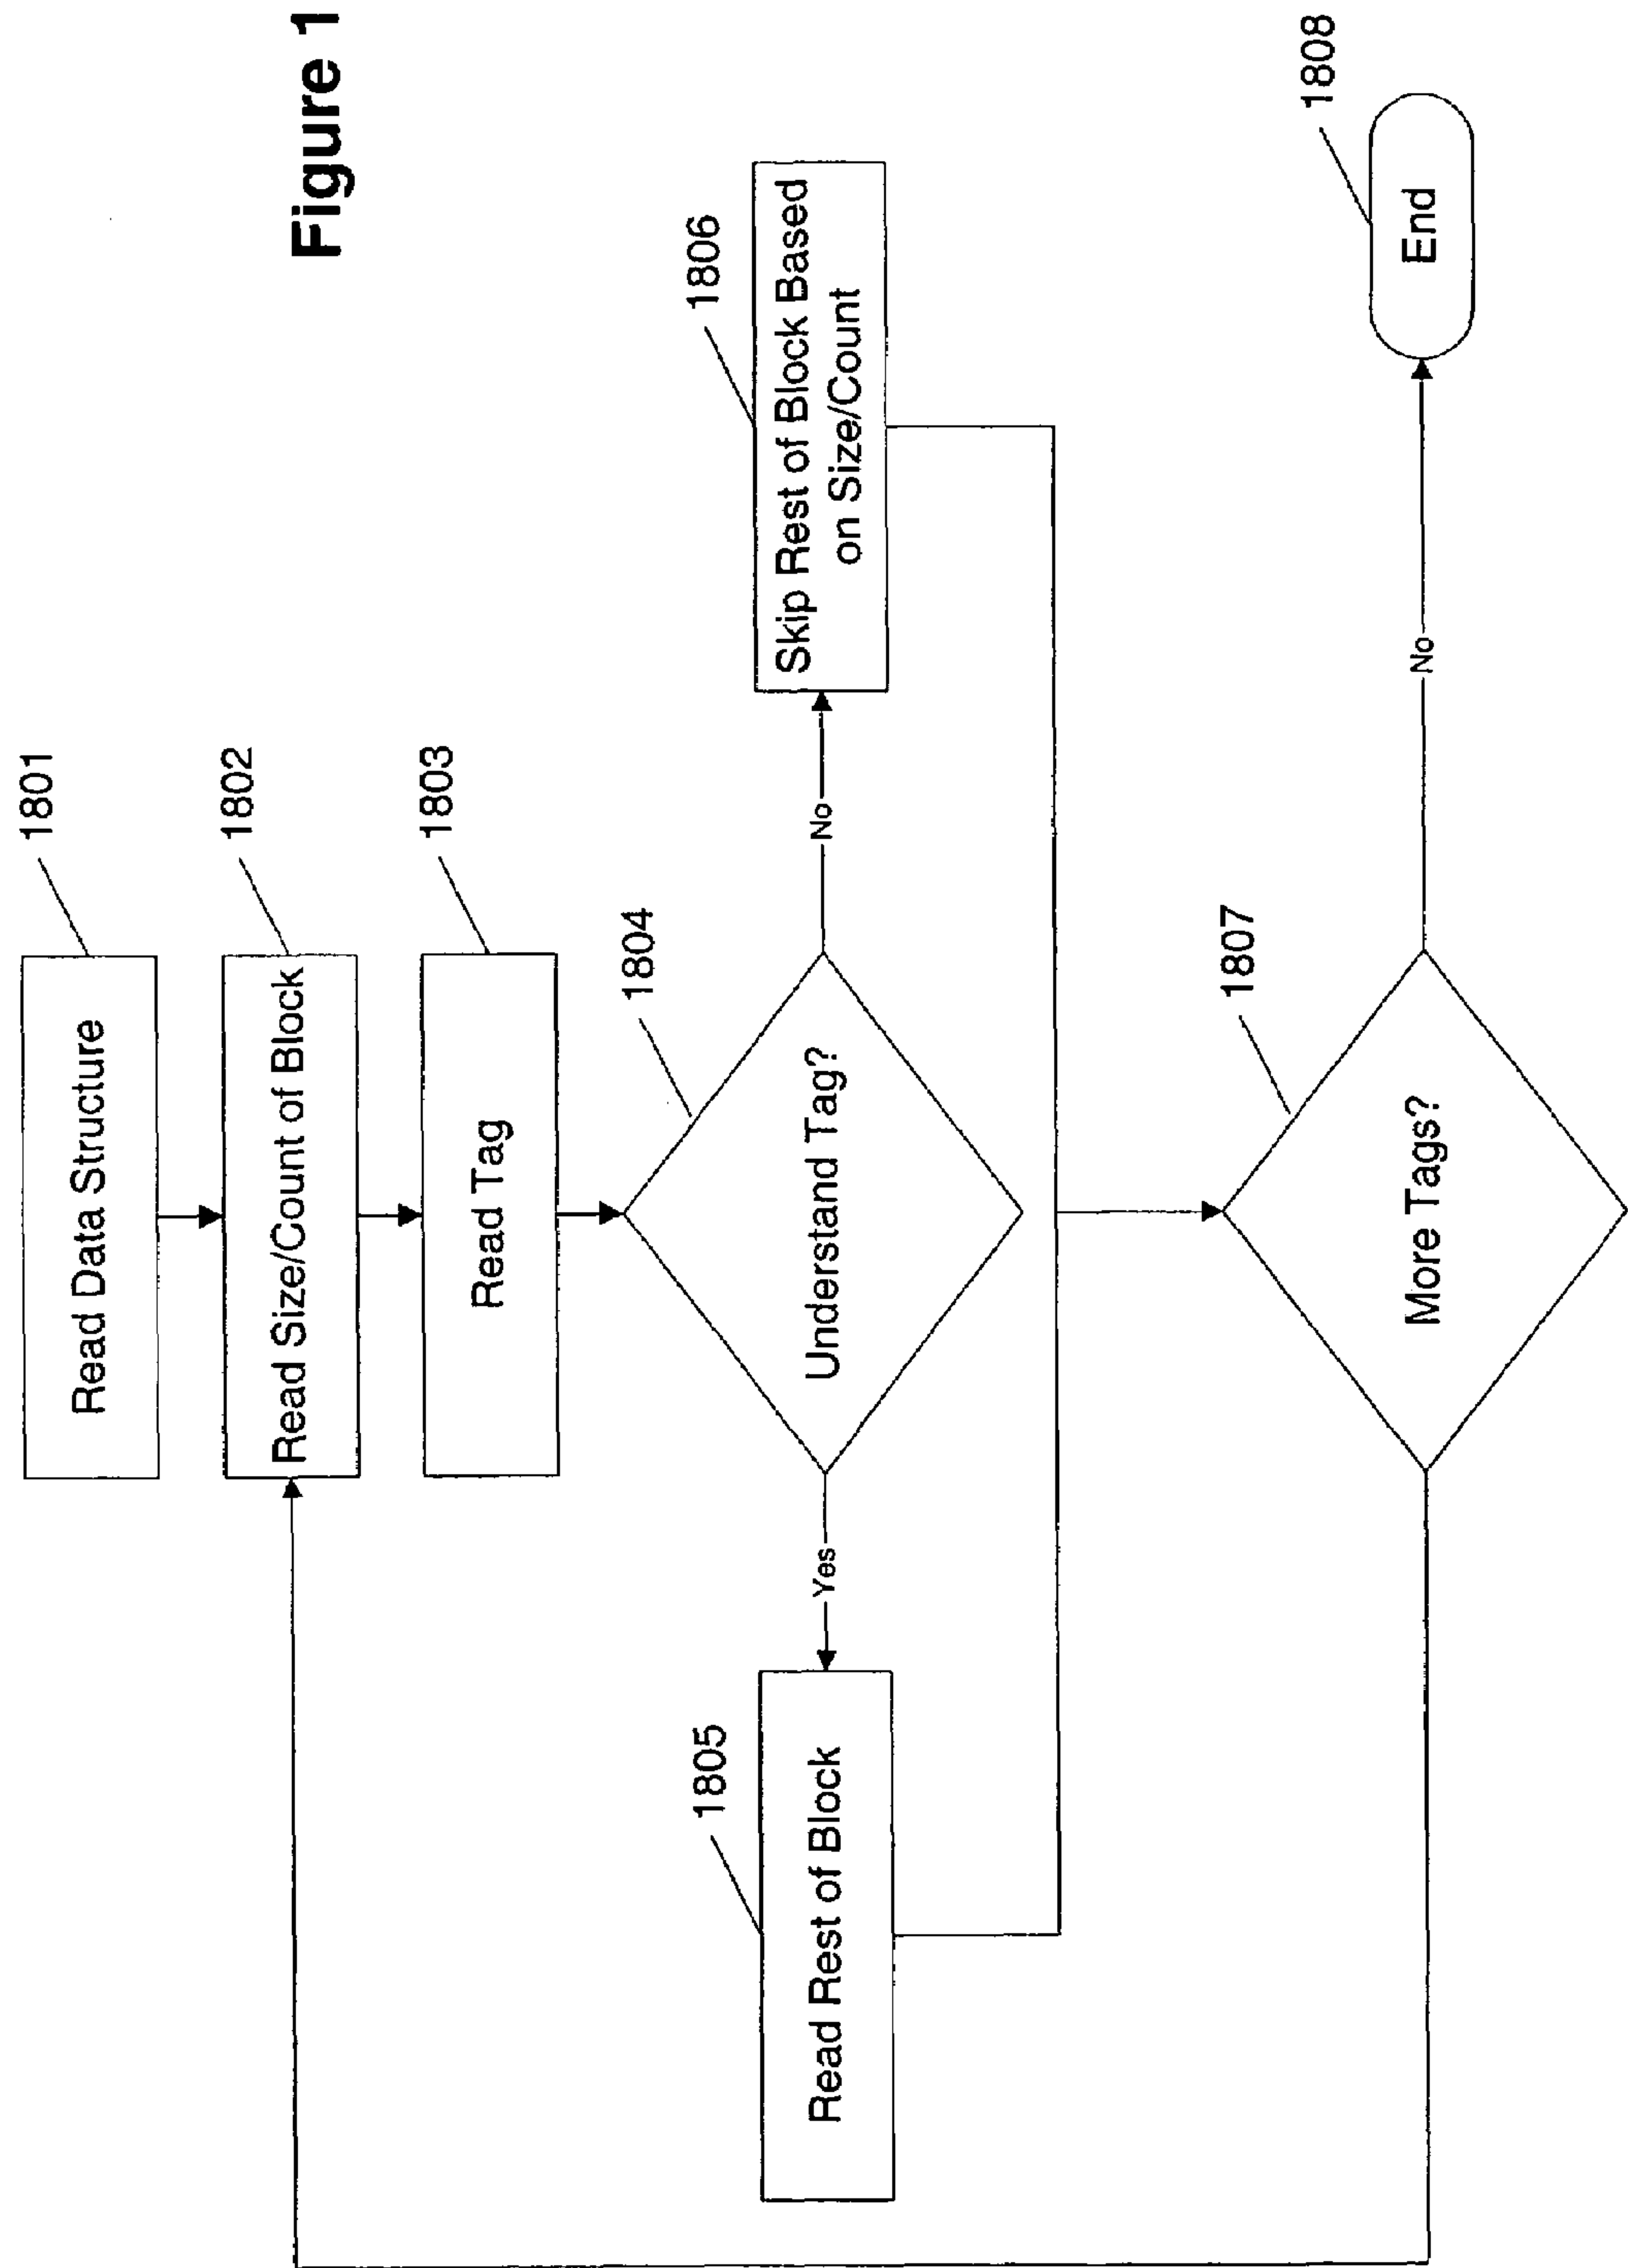 Figure 1
1801
Read Data Structure
1802
Read Size/Count of Block
1803
Read Tag
1804
Understand Tag?
Yes
No
1805
Read Rest of Block
1806
Skip Rest of Block Based
on Size/Count
1807
More Tags?
No
1808
End